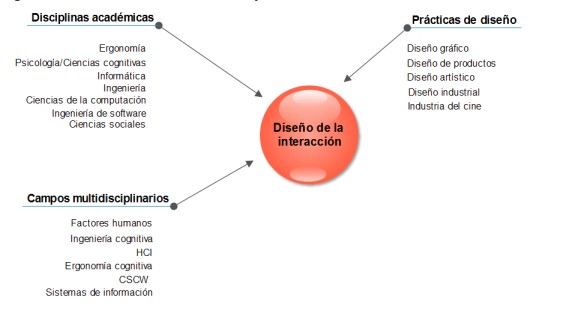 Disciplinas académicas
Ergonomía
Psicología/Ciencias cognitivas
Informática
Ingeniería
Ciencias de la computación
Ingeniería de software
Ciencias sociales
Prácticas de diseño
Diseño gráfico
Diseño de productos
Diseño artístico
Diseño industrial
Industria del cine
Diseño de la
interacción
Campos multidisciplinarios
Factores humanos
Ingeniería cognitiva
HCI
Ergonomía cognitiva
CSCW
Sistemas de información